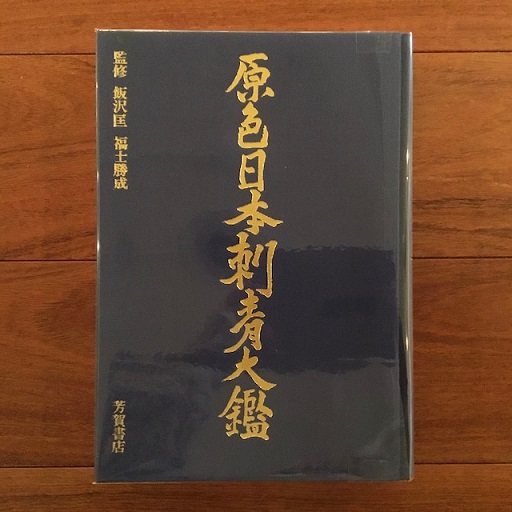 原色日本刺青大鑑
監修 飯沢匡 福士勝成
芳賀書店